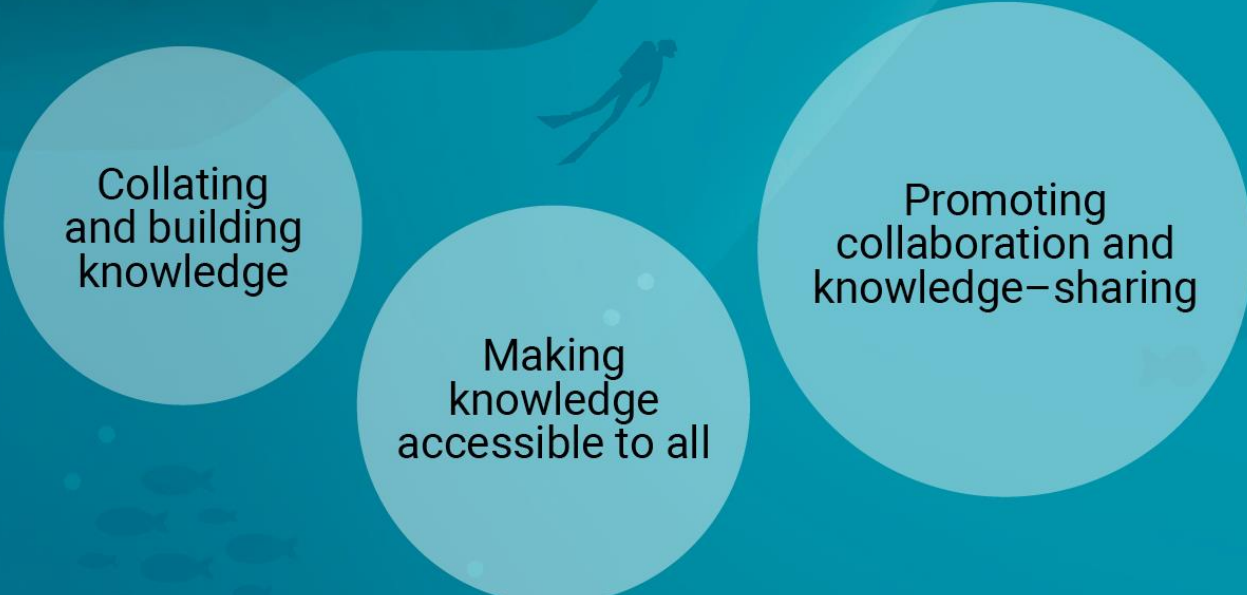 Collating
and building
knowledge
Making
knowledge
accessible to all
Promoting
collaboration and
knowledge–sharing